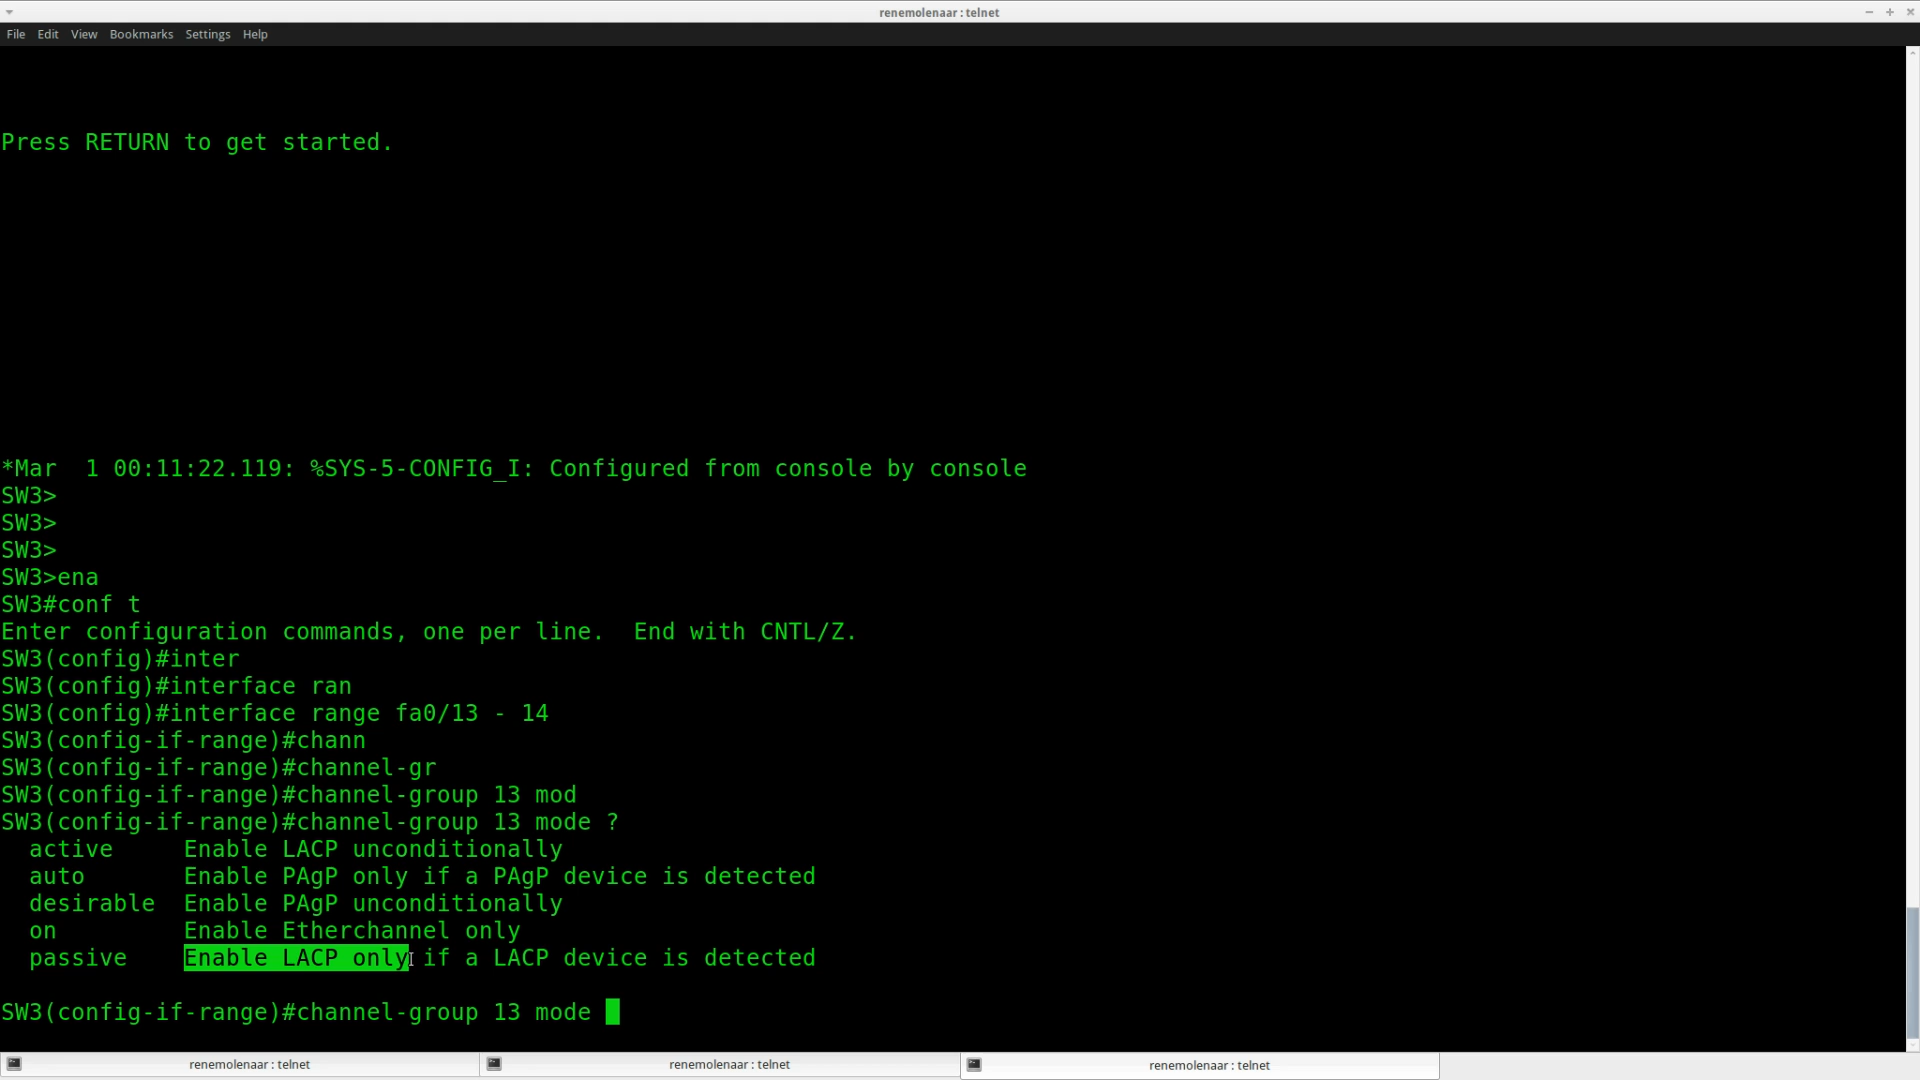 renemolenaar : telnet
File Edit View Bookmarks Settings Help
Press RETURN to get started.
*Mar  1 00:11:22.119: %SYS-5-CONFIG_I: Configured from console by console
SW3>
SW3>
SW3>
SW3>ena
SW3#conf t
Enter configuration commands, one per line.  End with CNTL/Z.
SW3(config)#inter
SW3(config)#interface ran
SW3(config)#interface range fa0/13 - 14
SW3(config-if-range)#chann
SW3(config-if-range)#channel-gr
SW3(config-if-range)#channel-group 13 mod
SW3(config-if-range)#channel-group 13 mode ?
  active     Enable LACP unconditionally
  auto       Enable PAgP only if a PAgP device is detected
  desirable  Enable PAgP unconditionally
  on         Enable Etherchannel only
  passive    Enable LACP only if a LACP device is detected
SW3(config-if-range)#channel-group 13 mode
renemolenaar : telnet renemolenaar : telnet renemolenaar : telnet